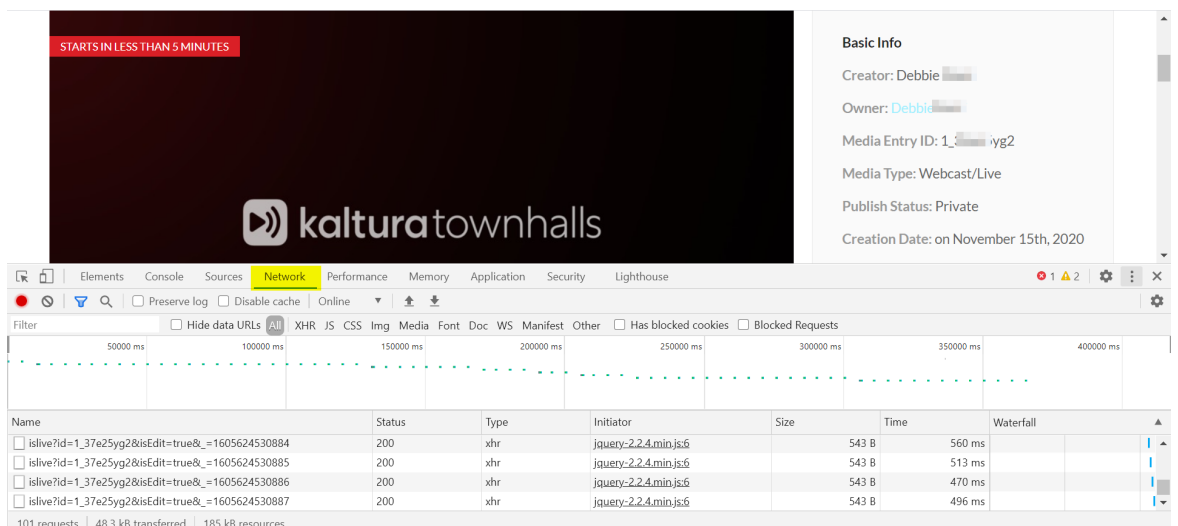 STARTS IN LESS THAN 5 MINUTES
kaltura townhalls
Basic Info
Creator: Debbie
Owner: Debbie
Media Entry ID: 1_ yg2
Media Type: Webcast/Live
Publish Status: Private
Creation Date: on November 15th, 2020
Elements Console Sources Network Performance Memory Application Security Lighthouse 1 2
Preserve log Disable cache Online
Filter Hide data URLs All XHR JS CSS Img Media Font Doc WS Manifest Other Has blocked cookies Blocked Requests
50000 ms 100000 ms 150000 ms 200000 ms 250000 ms 300000 ms 350000 ms 400000 ms
Name Status Type Initiator Size Time Waterfall
islive?id=1_37e25yg2&isEdit=true&_=1605624530884 200 xhr jquery-2.2.4.min.js:6 543 B 560 ms
islive?id=1_37e25yg2&isEdit=true&_=1605624530885 200 xhr jquery-2.2.4.min.js:6 543 B 513 ms
islive?id=1_37e25yg2&isEdit=true&_=1605624530886 200 xhr jquery-2.2.4.min.js:6 543 B 470 ms
islive?id=1_37e25yg2&isEdit=true&_=1605624530887 200 xhr jquery-2.2.4.min.js:6 543 B 496 ms
101 requests 48.3 kB transferred 185 kB resources